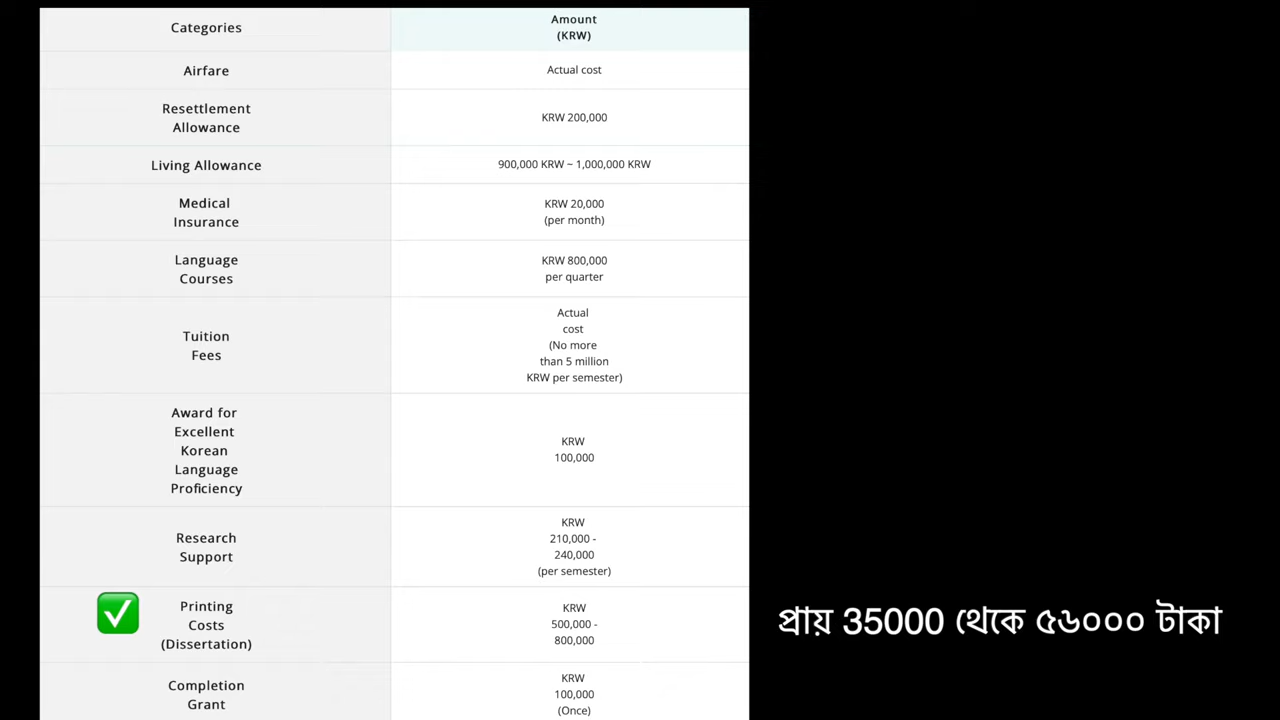 Categories
Amount
(KRW)
Airfare
Actual cost
Resettlement
Allowance
KRW 200,000
Living Allowance
900,000 KRW ~ 1,000,000 KRW
Medical
Insurance
KRW 20,000
(per month)
Language
Courses
KRW 800,000
per quarter
Tuition
Fees
Actual
cost
(No more
than 5 million
KRW per semester)
Award for
Excellent
Korean
Language
Proficiency
KRW
100,000
Research
Support
KRW
210,000 -
240,000
(per semester)
Printing
Costs
(Dissertation)
KRW
500,000 -
800,000
প্রায় 35000 থেকে ৫৬০০০ টাকা
Completion
Grant
KRW
100,000
(Once)